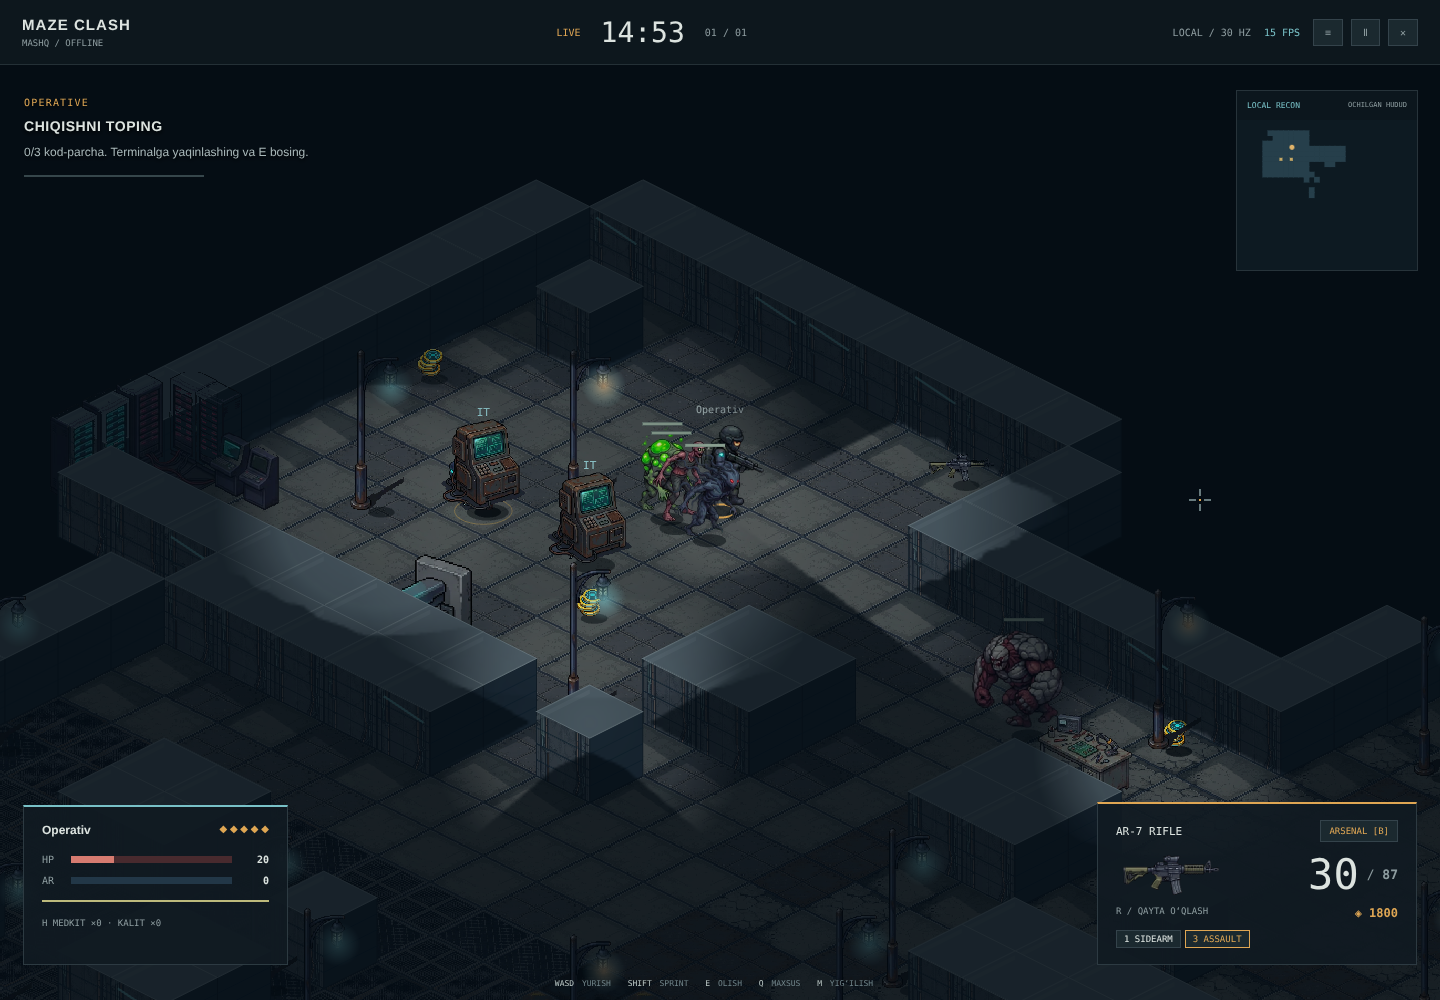 MAZE CLASH
MASHQ / OFFLINE
LIVE 14:53 01 / 01
LOCAL / 30 HZ 15 FPS
OPERATIVE
CHIQISHNI TOPING
0/3 kod-parcha. Terminalga yaqinlashing va E bosing.
LOCAL RECON OCHILGAN HUDUD
Operativ
IT
IT
Operativ
HP 20
AR 0
H MEDKIT ×0 · KALIT ×0
AR-7 RIFLE ARSENAL [B]
30 / 87
R / QAYTA O‘QLASH
◈ 1800
1 SIDEARM 3 ASSAULT
WASD YURISH SHIFT SPRINT E OLISH Q MAXSUS M YIG‘ILISH